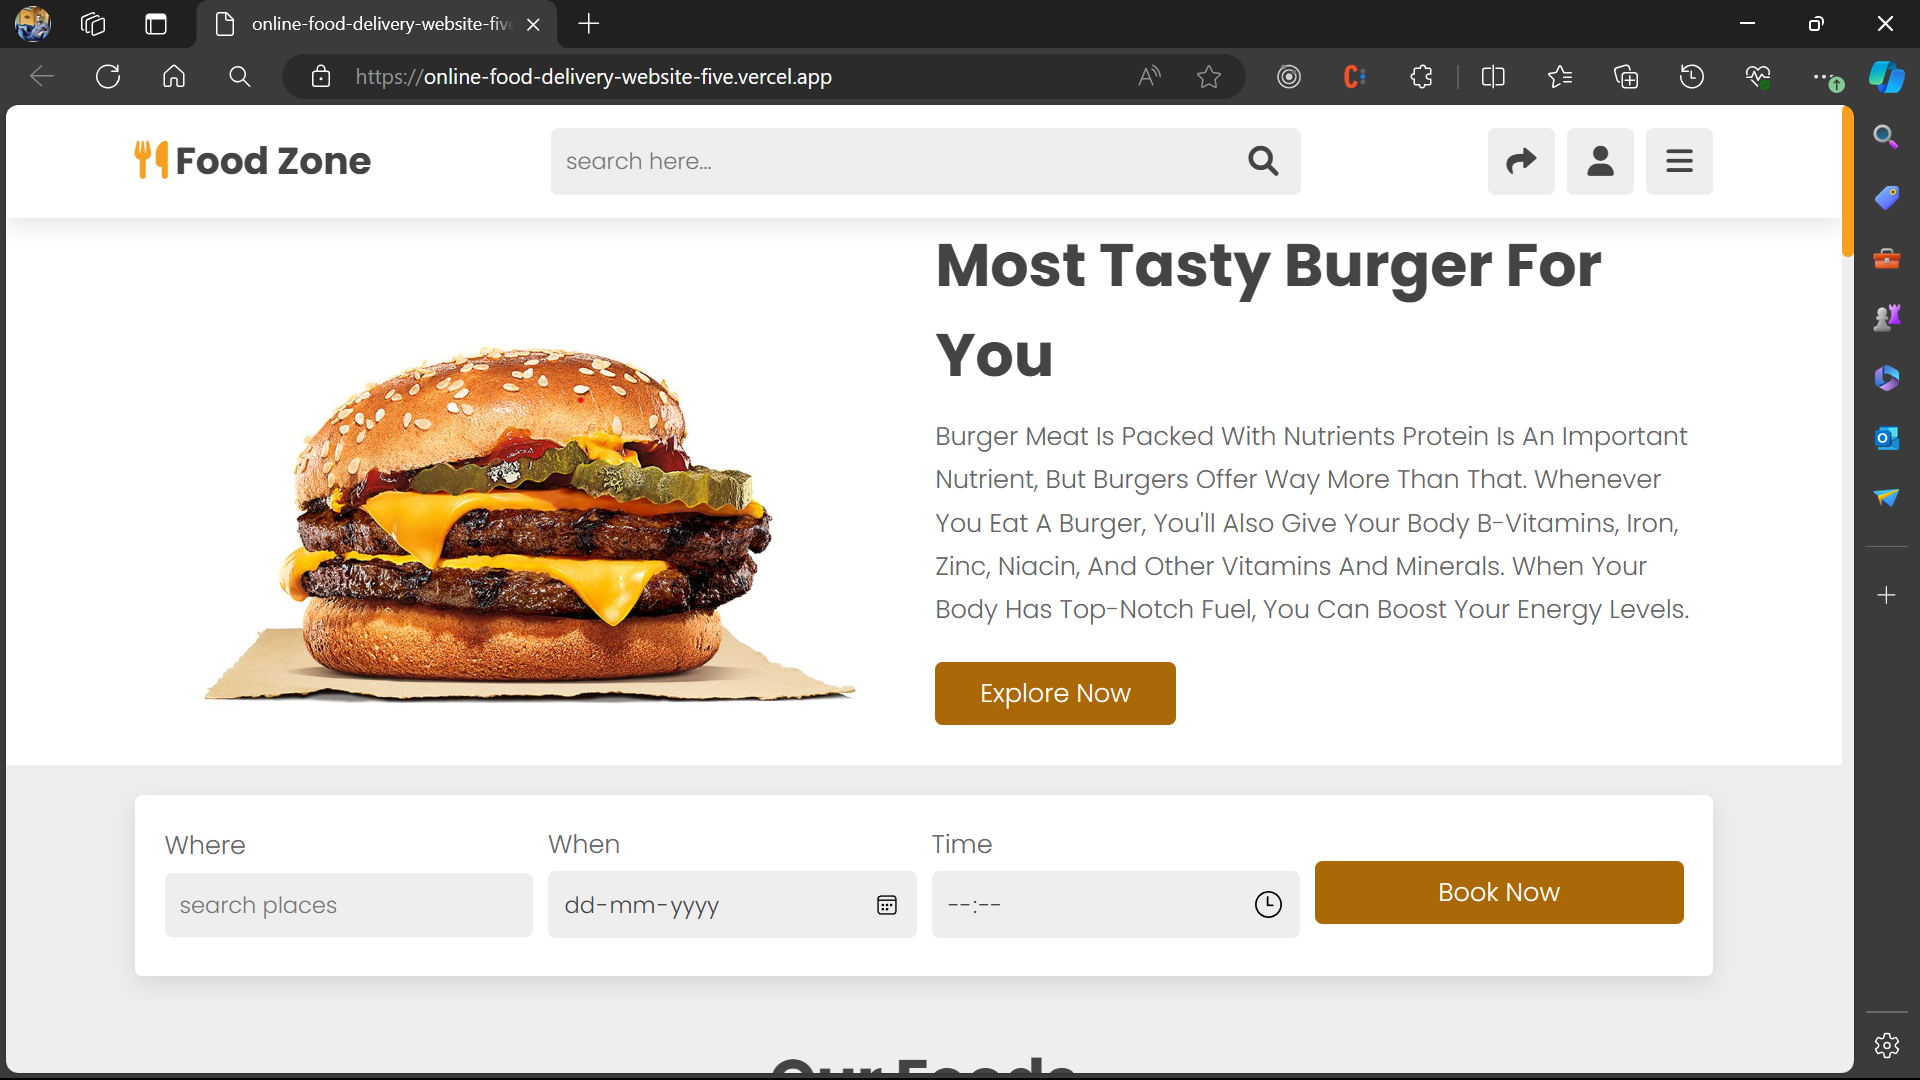 online-food-delivery-website-five
https://online-food-delivery-website-five.vercel.app
Food Zone
search here...
Most Tasty Burger For
You
Burger Meat Is Packed With Nutrients Protein Is An Important
Nutrient, But Burgers Offer Way More Than That. Whenever
You Eat A Burger, You'll Also Give Your Body B-Vitamins, Iron,
Zinc, Niacin, And Other Vitamins And Minerals. When Your
Body Has Top-Notch Fuel, You Can Boost Your Energy Levels.
Explore Now
Where
When
Time
search places
dd-mm-yyyy
--:--
Book Now
Our Foods